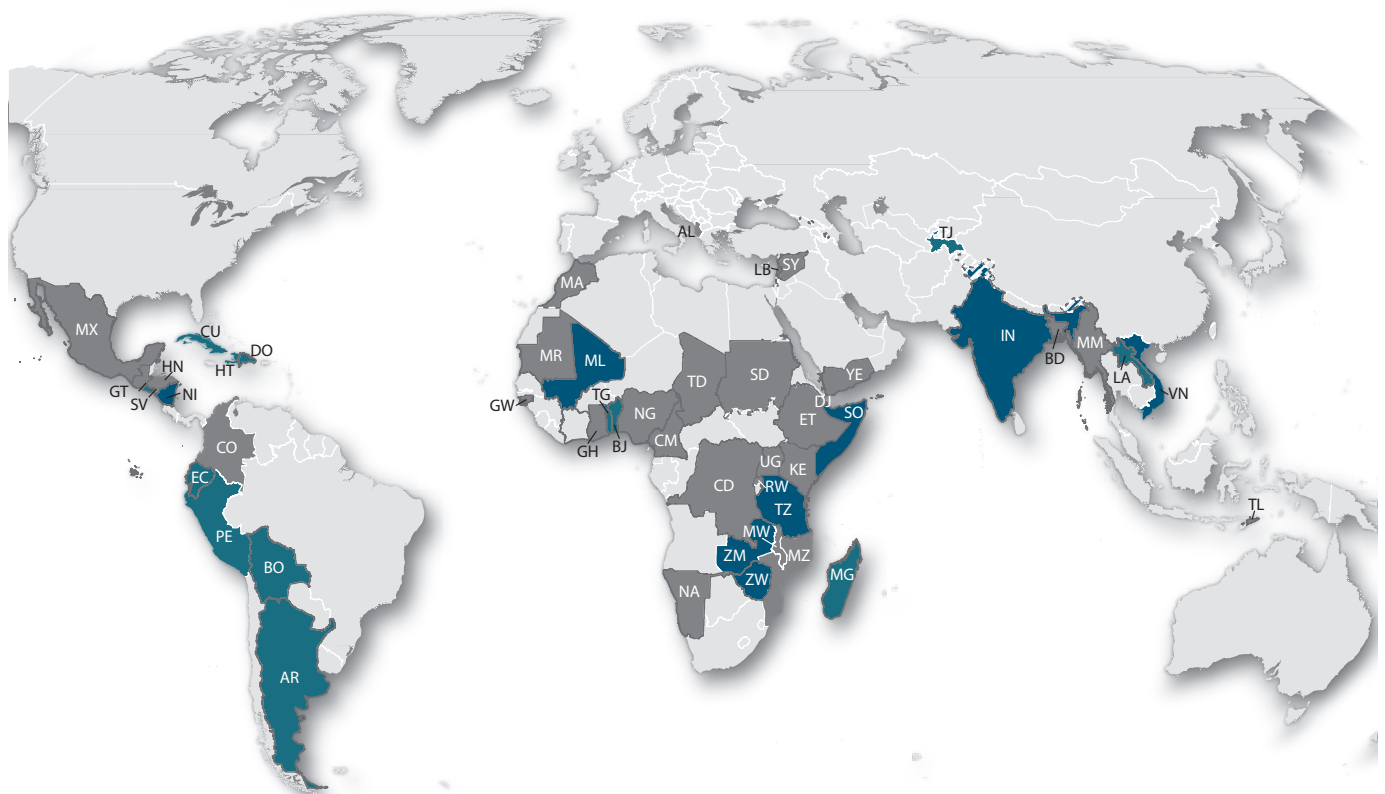 AL
TJ
LB
SY
MA
MX
CU
DO
IN
HN
MR
ML
BD
MM
HT
GT
TD
SD
YE
LA
SV
NI
TG
DJ
VN
GW
NG
SO
ET
CO
GH
BJ
CM
UG
KE
EC
CD
RW
TL
TZ
PE
MW
ZM
MZ
BO
ZW
MG
NA
AR